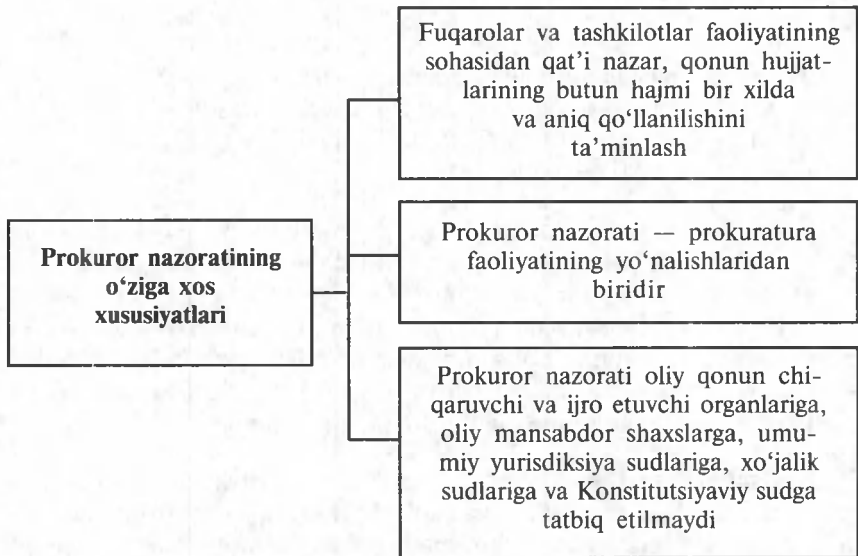 Fuqarolar va tashkilotlar faoliyatining
sohasidan qat’i nazar, qonun hujjat-
larining butun hajmi bir xilda
va aniq qo‘llanilishini
ta’minlash
Prokuror nazoratining
o‘ziga xos
xususiyatlari
Prokuror nazorati — prokuratura
faoliyatining yo‘nalishlaridan
biridir
Prokuror nazorati oliy qonun chi-
qaruvchi va ijro etuvchi organlariga,
oliy mansabdor shaxslarga, umu-
miy yurisdiksiya sudlariga, xo‘jalik
sudlariga va Konstitutsiyaviy sudga
tatbiq etilmaydi